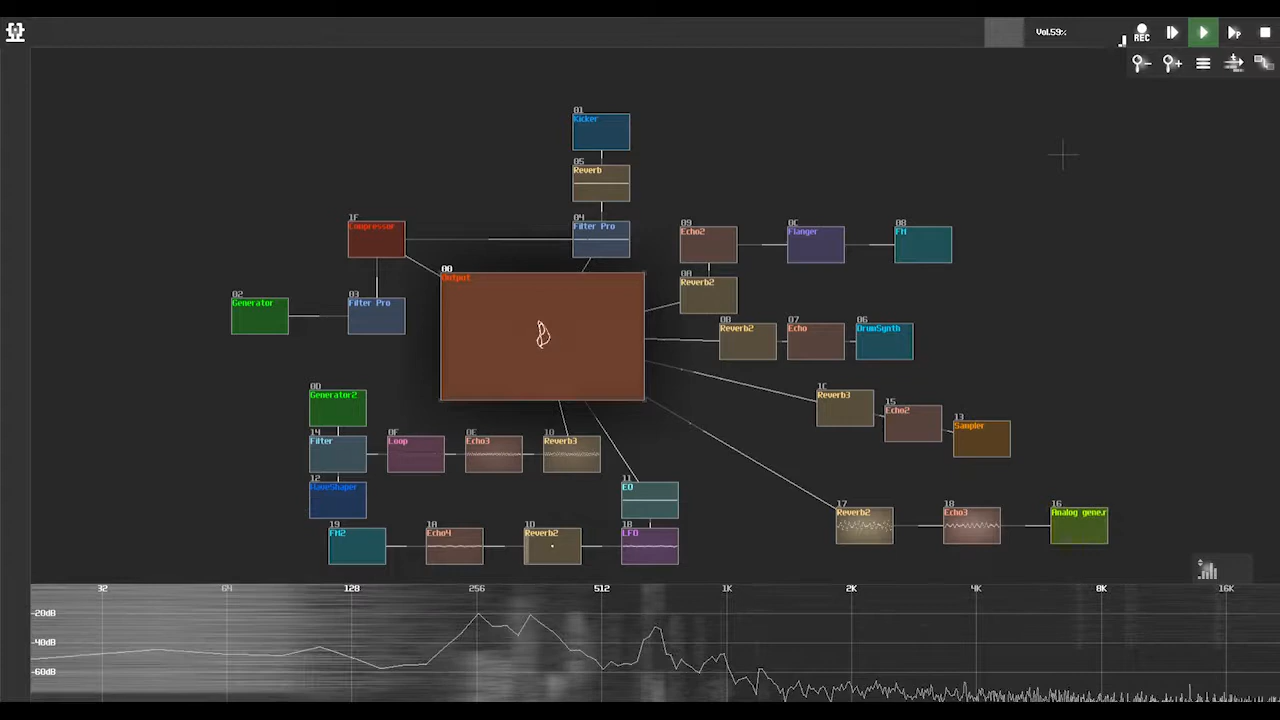 Vol.59%
REC
01
Kicker
05
Reverb
1F
Compressor
04
Filter Pro
09
Echo2
0C
Flanger
08
FM
00
Output
0A
Reverb2
02
Generator
03
Filter Pro
Reverb2
07
Echo
06
DrumSynth
0D
Generator2
1C
Reverb3
15
Echo2
13
Sampler
14
Filter
0F
Loop
0E
Echo3
10
Reverb3
12
WaveShaper
11
EQ
17
Reverb2
Echo3
16
Analog gene.r
19
FM2
1A
Echo4
1D
Reverb2
LFO
32
64
128
256
512
1K
2K
4K
8K
16K
-20dB
-40dB
-60dB